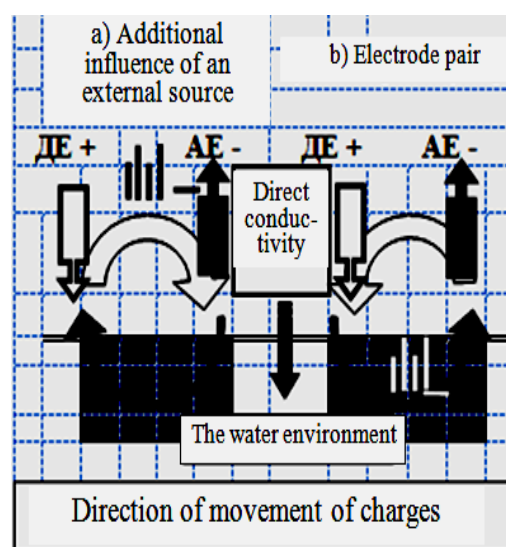 a) Additional
influence of an
external source
b) Electrode pair
ДЕ + АЕ - ДЕ + АЕ -
Direct
conduc-
tivity
The water environment
Direction of movement of charges